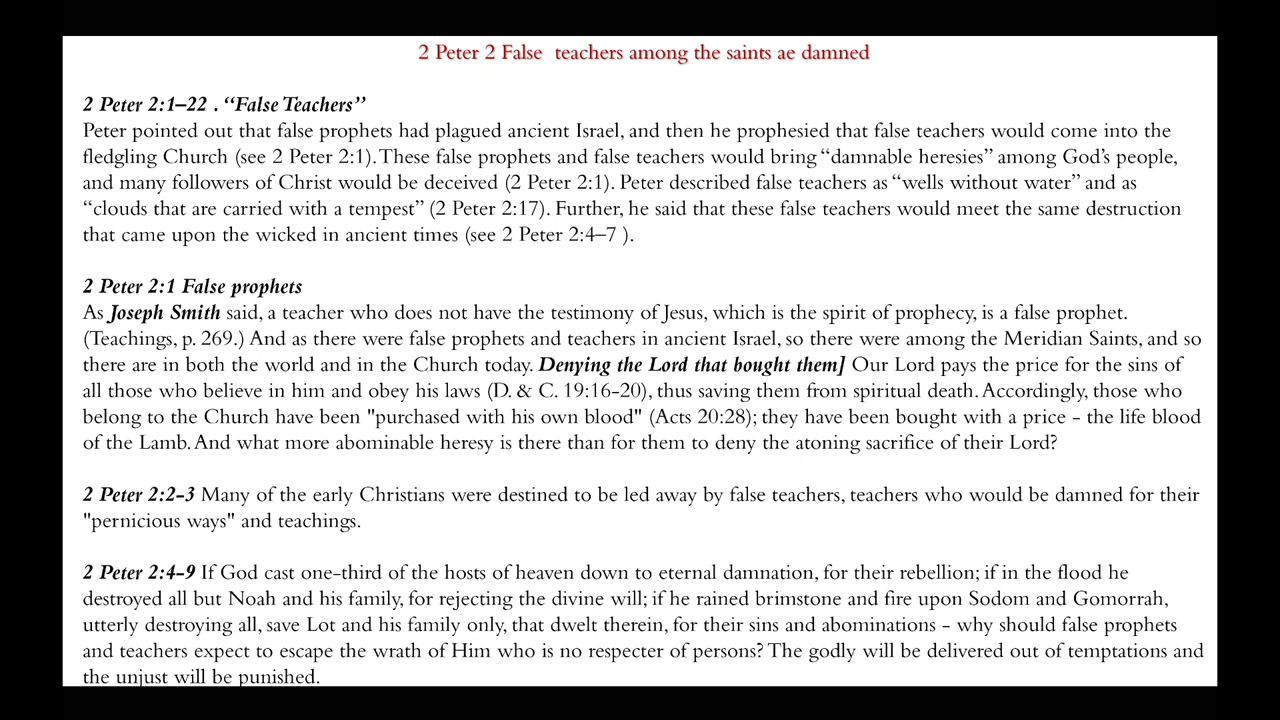 2 Peter 2 False  teachers among the saints ae damned
2 Peter 2:1–22 . “False Teachers”
Peter pointed out that false prophets had plagued ancient Israel, and then he prophesied that false teachers would come into the
fledgling Church (see 2 Peter 2:1). These false prophets and false teachers would bring “damnable heresies” among God’s people,
and many followers of Christ would be deceived (2 Peter 2:1). Peter described false teachers as “wells without water” and as
“clouds that are carried with a tempest” (2 Peter 2:17). Further, he said that these false teachers would meet the same destruction
that came upon the wicked in ancient times (see 2 Peter 2:4–7 ).
2 Peter 2:1 False prophets
As Joseph Smith said, a teacher who does not have the testimony of Jesus, which is the spirit of prophecy, is a false prophet.
(Teachings, p. 269.) And as there were false prophets and teachers in ancient Israel, so there were among the Meridian Saints, and so
there are in both the world and in the Church today. Denying the Lord that bought them] Our Lord pays the price for the sins of
all those who believe in him and obey his laws (D. & C. 19:16-20), thus saving them from spiritual death. Accordingly, those who
belong to the Church have been "purchased with his own blood" (Acts 20:28); they have been bought with a price - the life blood
of the Lamb. And what more abominable heresy is there than for them to deny the atoning sacrifice of their Lord?
2 Peter 2:2-3 Many of the early Christians were destined to be led away by false teachers, teachers who would be damned for their
"pernicious ways" and teachings.
2 Peter 2:4-9 If God cast one-third of the hosts of heaven down to eternal damnation, for their rebellion; if in the flood he
destroyed all but Noah and his family, for rejecting the divine will; if he rained brimstone and fire upon Sodom and Gomorrah,
utterly destroying all, save Lot and his family only, that dwelt therein, for their sins and abominations - why should false prophets
and teachers expect to escape the wrath of Him who is no respecter of persons? The godly will be delivered out of temptations and
the unjust will be punished.